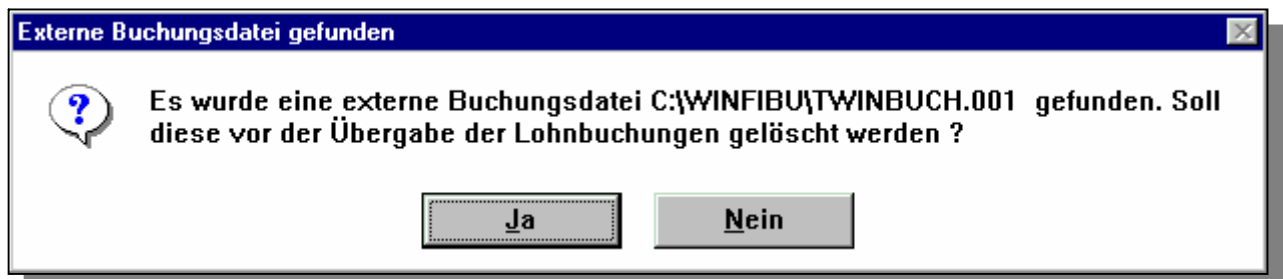 Externe Buchungsdatei gefunden
Es wurde eine externe Buchungsdatei C:\WINFIBU\TWINBUCH.001 gefunden. Soll
diese vor der Übergabe der Lohnbuchungen gelöscht werden ?
Ja Nein